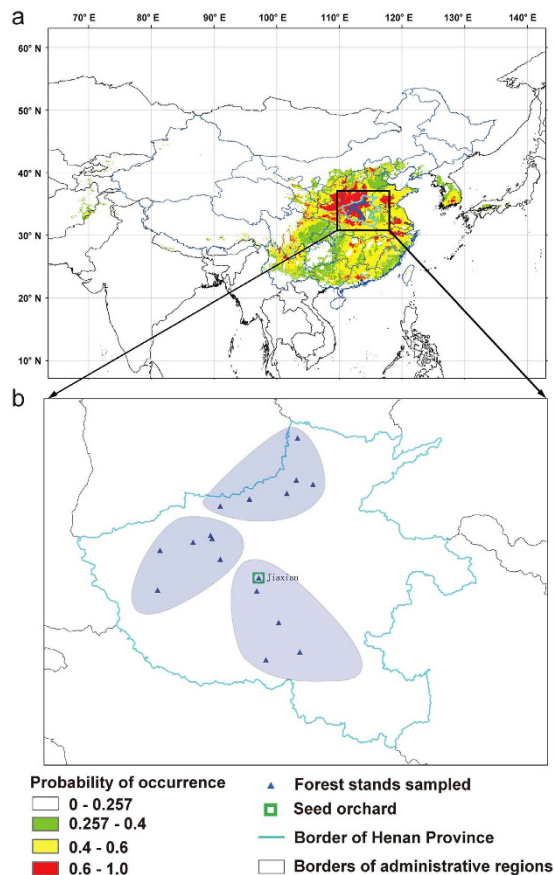 a
70° E 80° E 90° E 100° E 110° E 120° E 130° E 140° E
60° N
50° N
40° N
30° N
20° N
10° N
b
Jiaxian
Probability of occurrence
0 - 0.257
0.257 - 0.4
0.4 - 0.6
0.6 - 1.0
Forest stands sampled
Seed orchard
Border of Henan Province
Borders of administrative regions